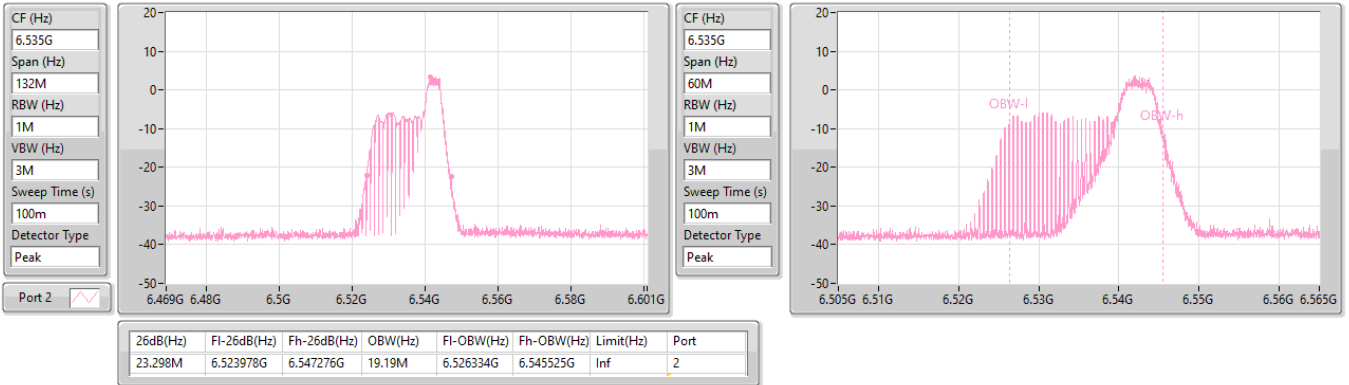 CF (Hz)
6.535G
Span (Hz)
132M
RBW (Hz)
1M
VBW (Hz)
3M
Sweep Time (s)
100m
Detector Type
Peak
Port 2
20-
10-
0-
-10-
-20-
-30-
-40-
-50-
6.469G 6.48G 6.5G 6.52G 6.54G 6.56G 6.58G 6.601G
CF (Hz)
6.535G
Span (Hz)
60M
RBW (Hz)
1M
VBW (Hz)
3M
Sweep Time (s)
100m
Detector Type
Peak
20-
10-
0-
-10-
-20-
-30-
-40-
-50-
OBW-l
OBW-h
6.505G 6.51G 6.52G 6.53G 6.54G 6.55G 6.56G 6.565G
26dB(Hz) Fl-26dB(Hz) Fh-26dB(Hz) OBW(Hz) Fl-OBW(Hz) Fh-OBW(Hz) Limit(Hz) Port
23.298M 6.523978G 6.547276G 19.19M 6.526334G 6.545525G Inf 2